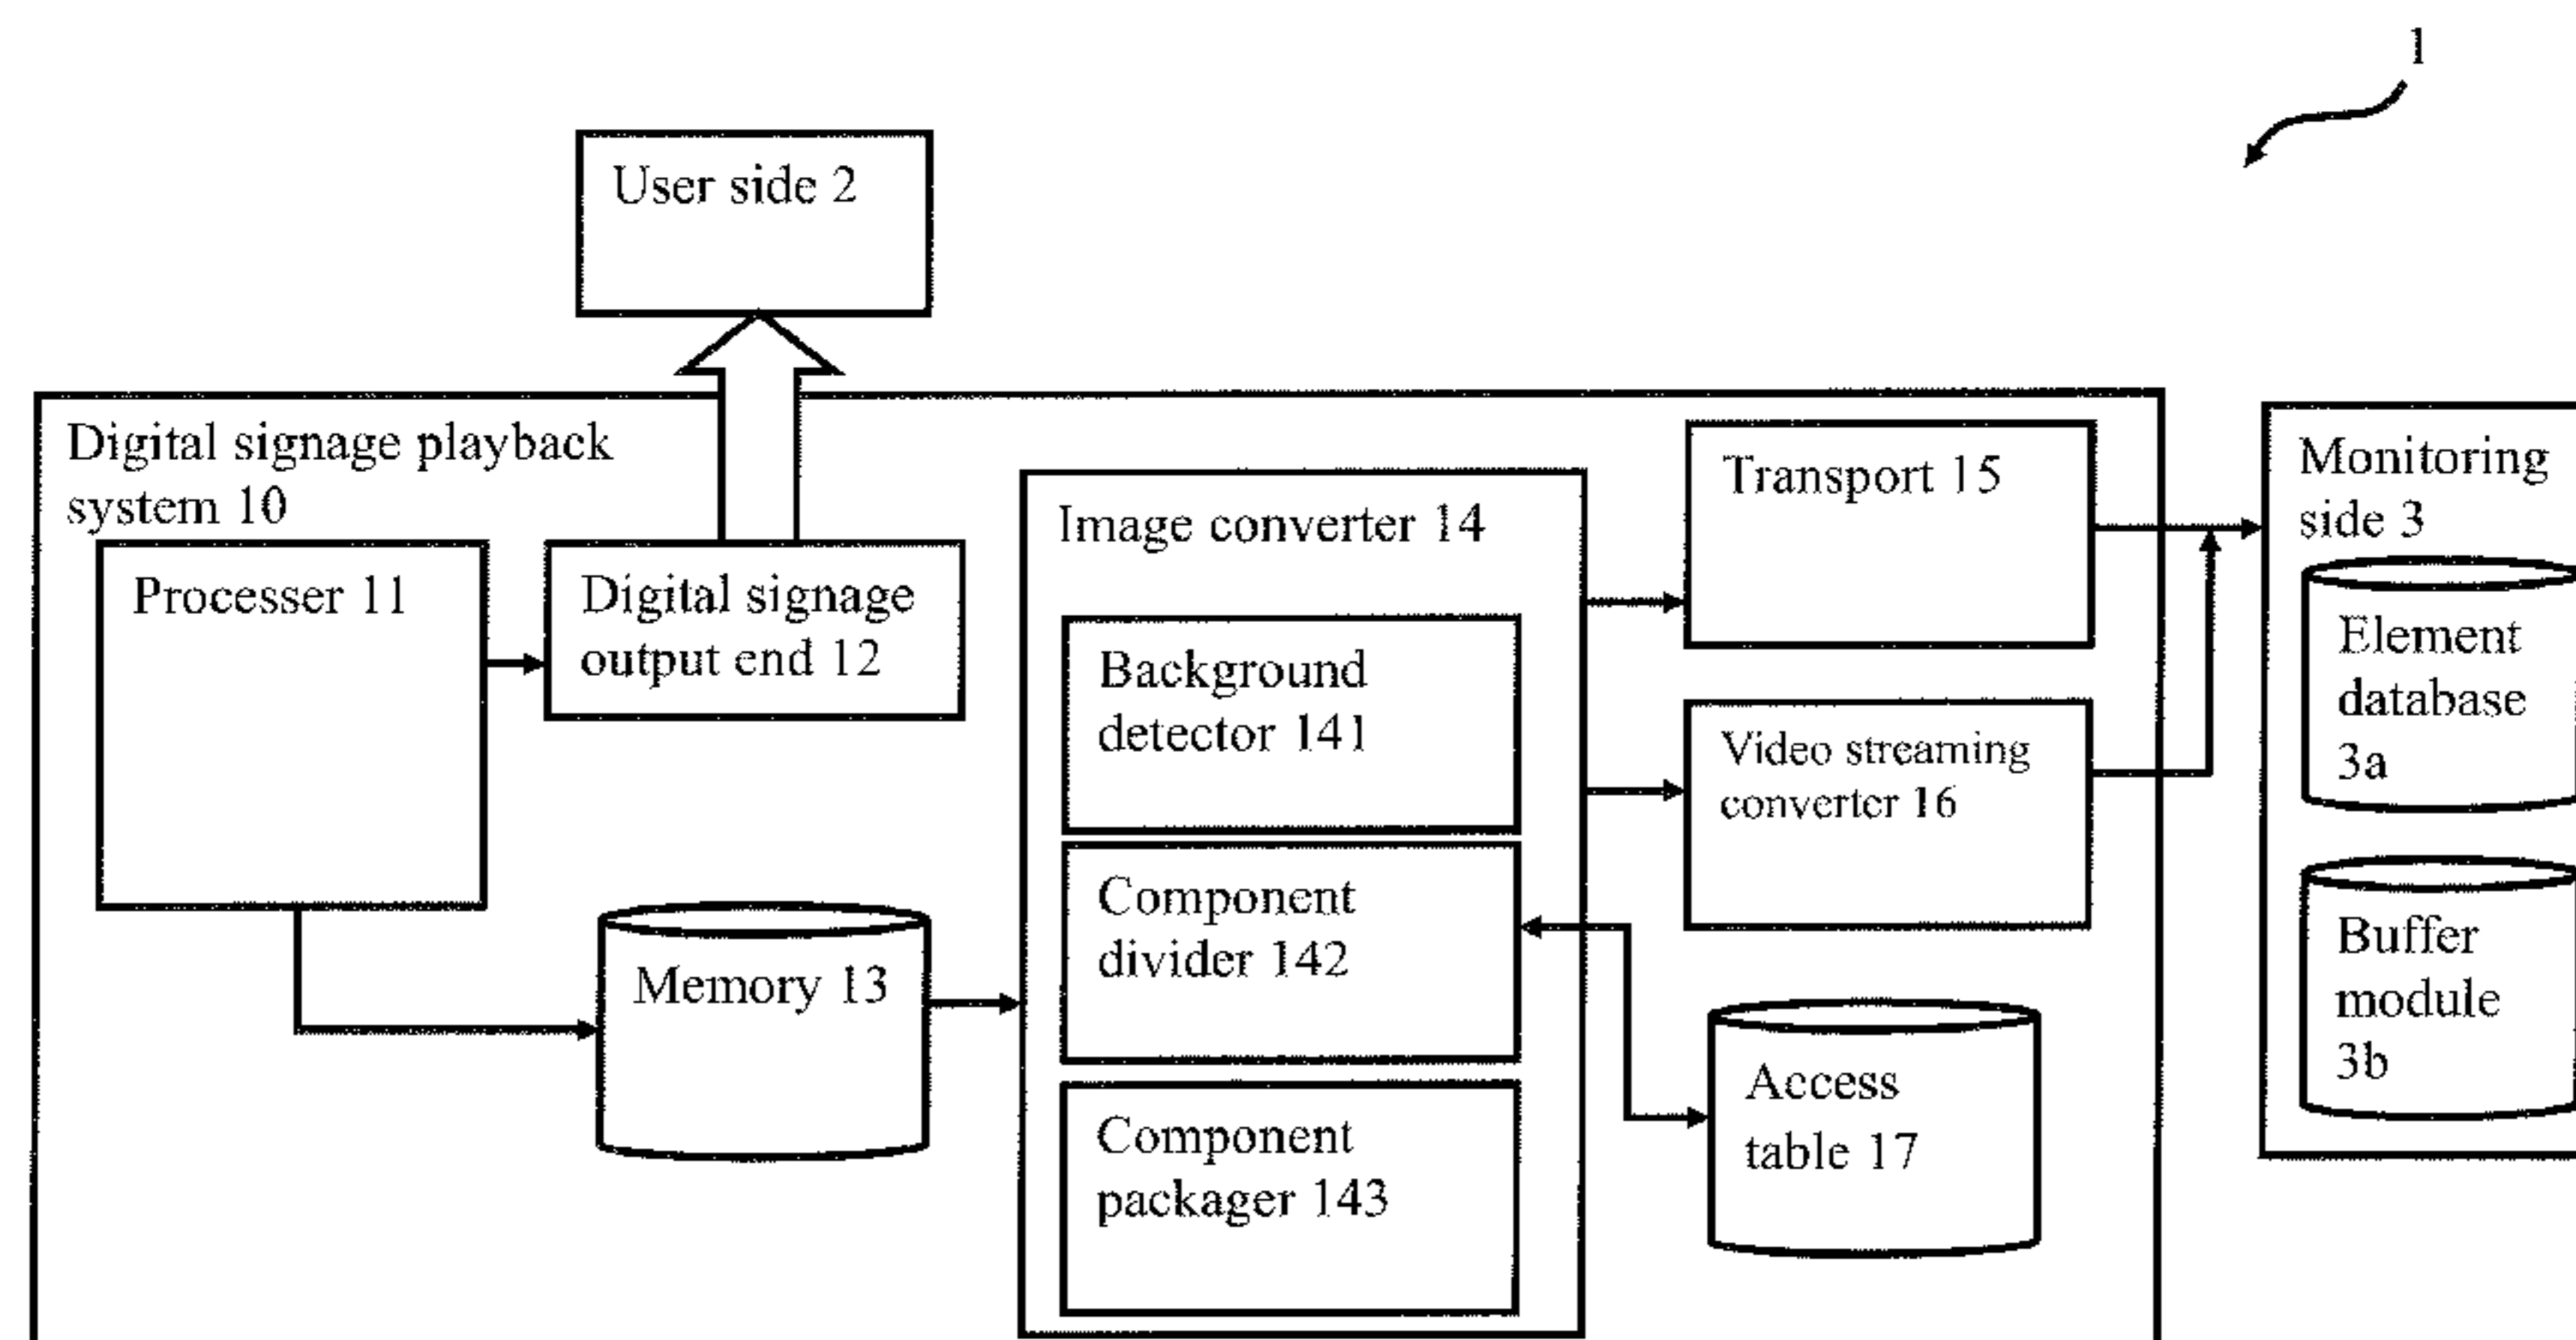 1
User side 2
Digital signage playback
system 10
Processer 11
Digital signage
output end 12
Memory 13
Image converter 14
Background
detector 141
Component
divider 142
Component
packager 143
Transport 15
Video streaming
converter 16
Access
table 17
Monitoring
side 3
Element
database
3a
Buffer
module
3b